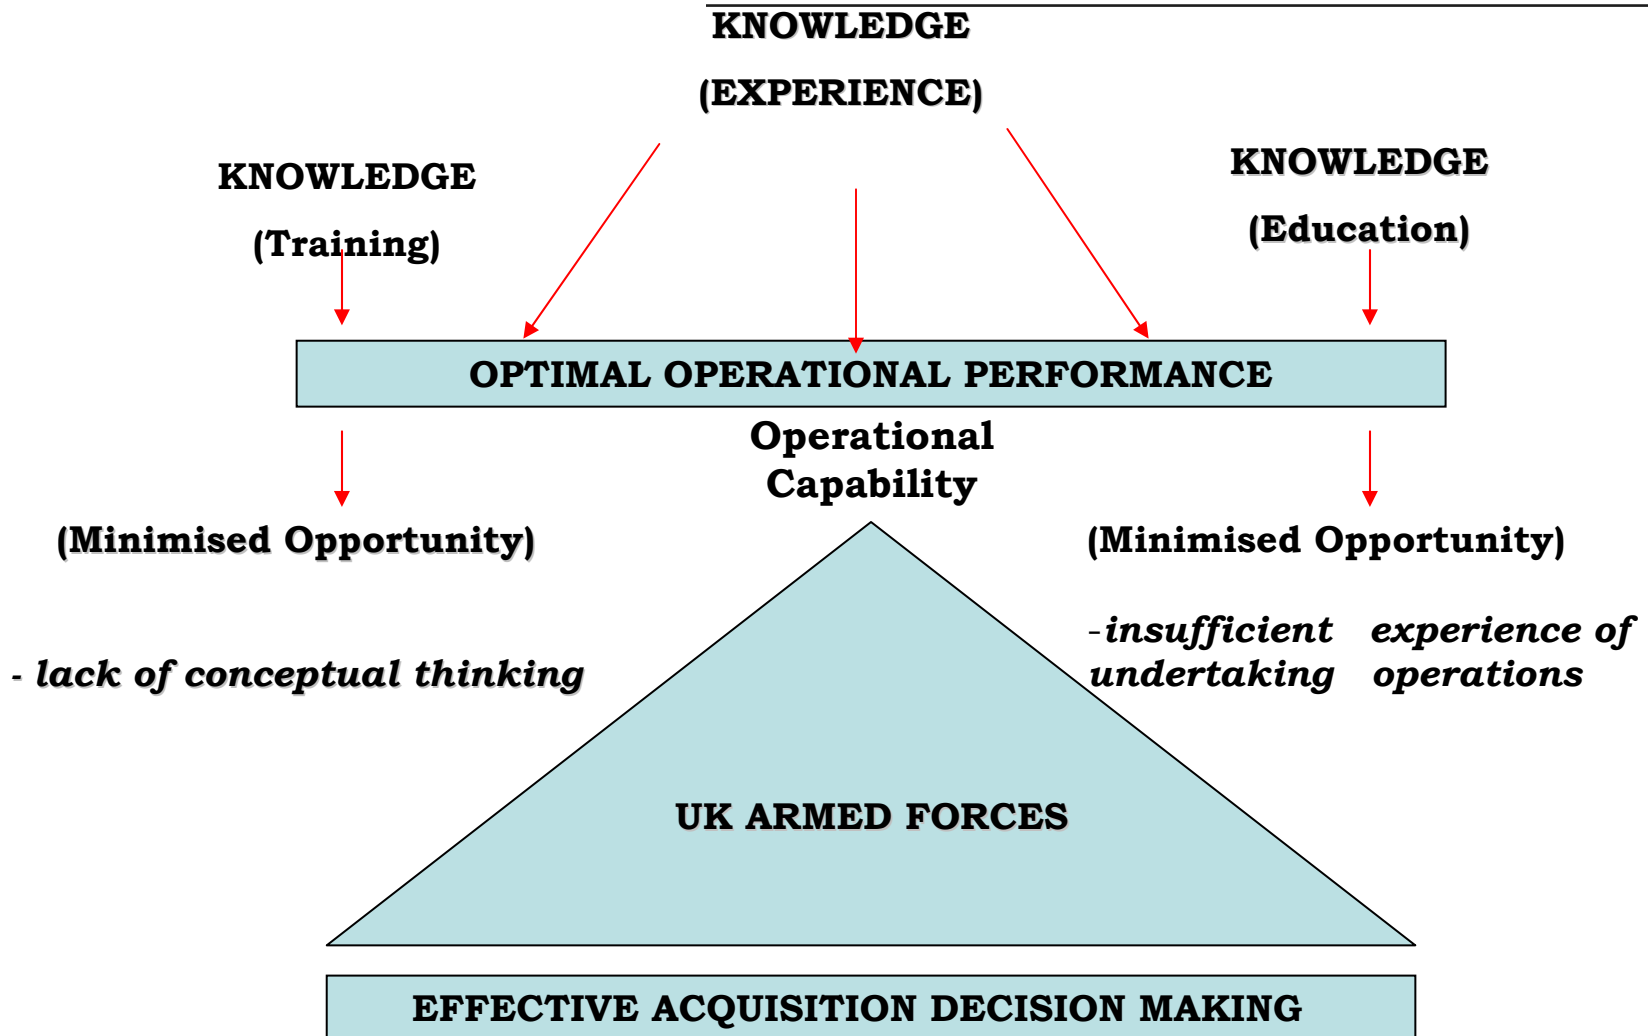 KNOWLEDGE
(EXPERIENCE)
KNOWLEDGE
(Training)
KNOWLEDGE
(Education)
OPTIMAL OPERATIONAL PERFORMANCE
Operational
Capability
(Minimised Opportunity)
(Minimised Opportunity)
- lack of conceptual thinking
-insufficient experience of
undertaking operations
UK ARMED FORCES
EFFECTIVE ACQUISITION DECISION MAKING